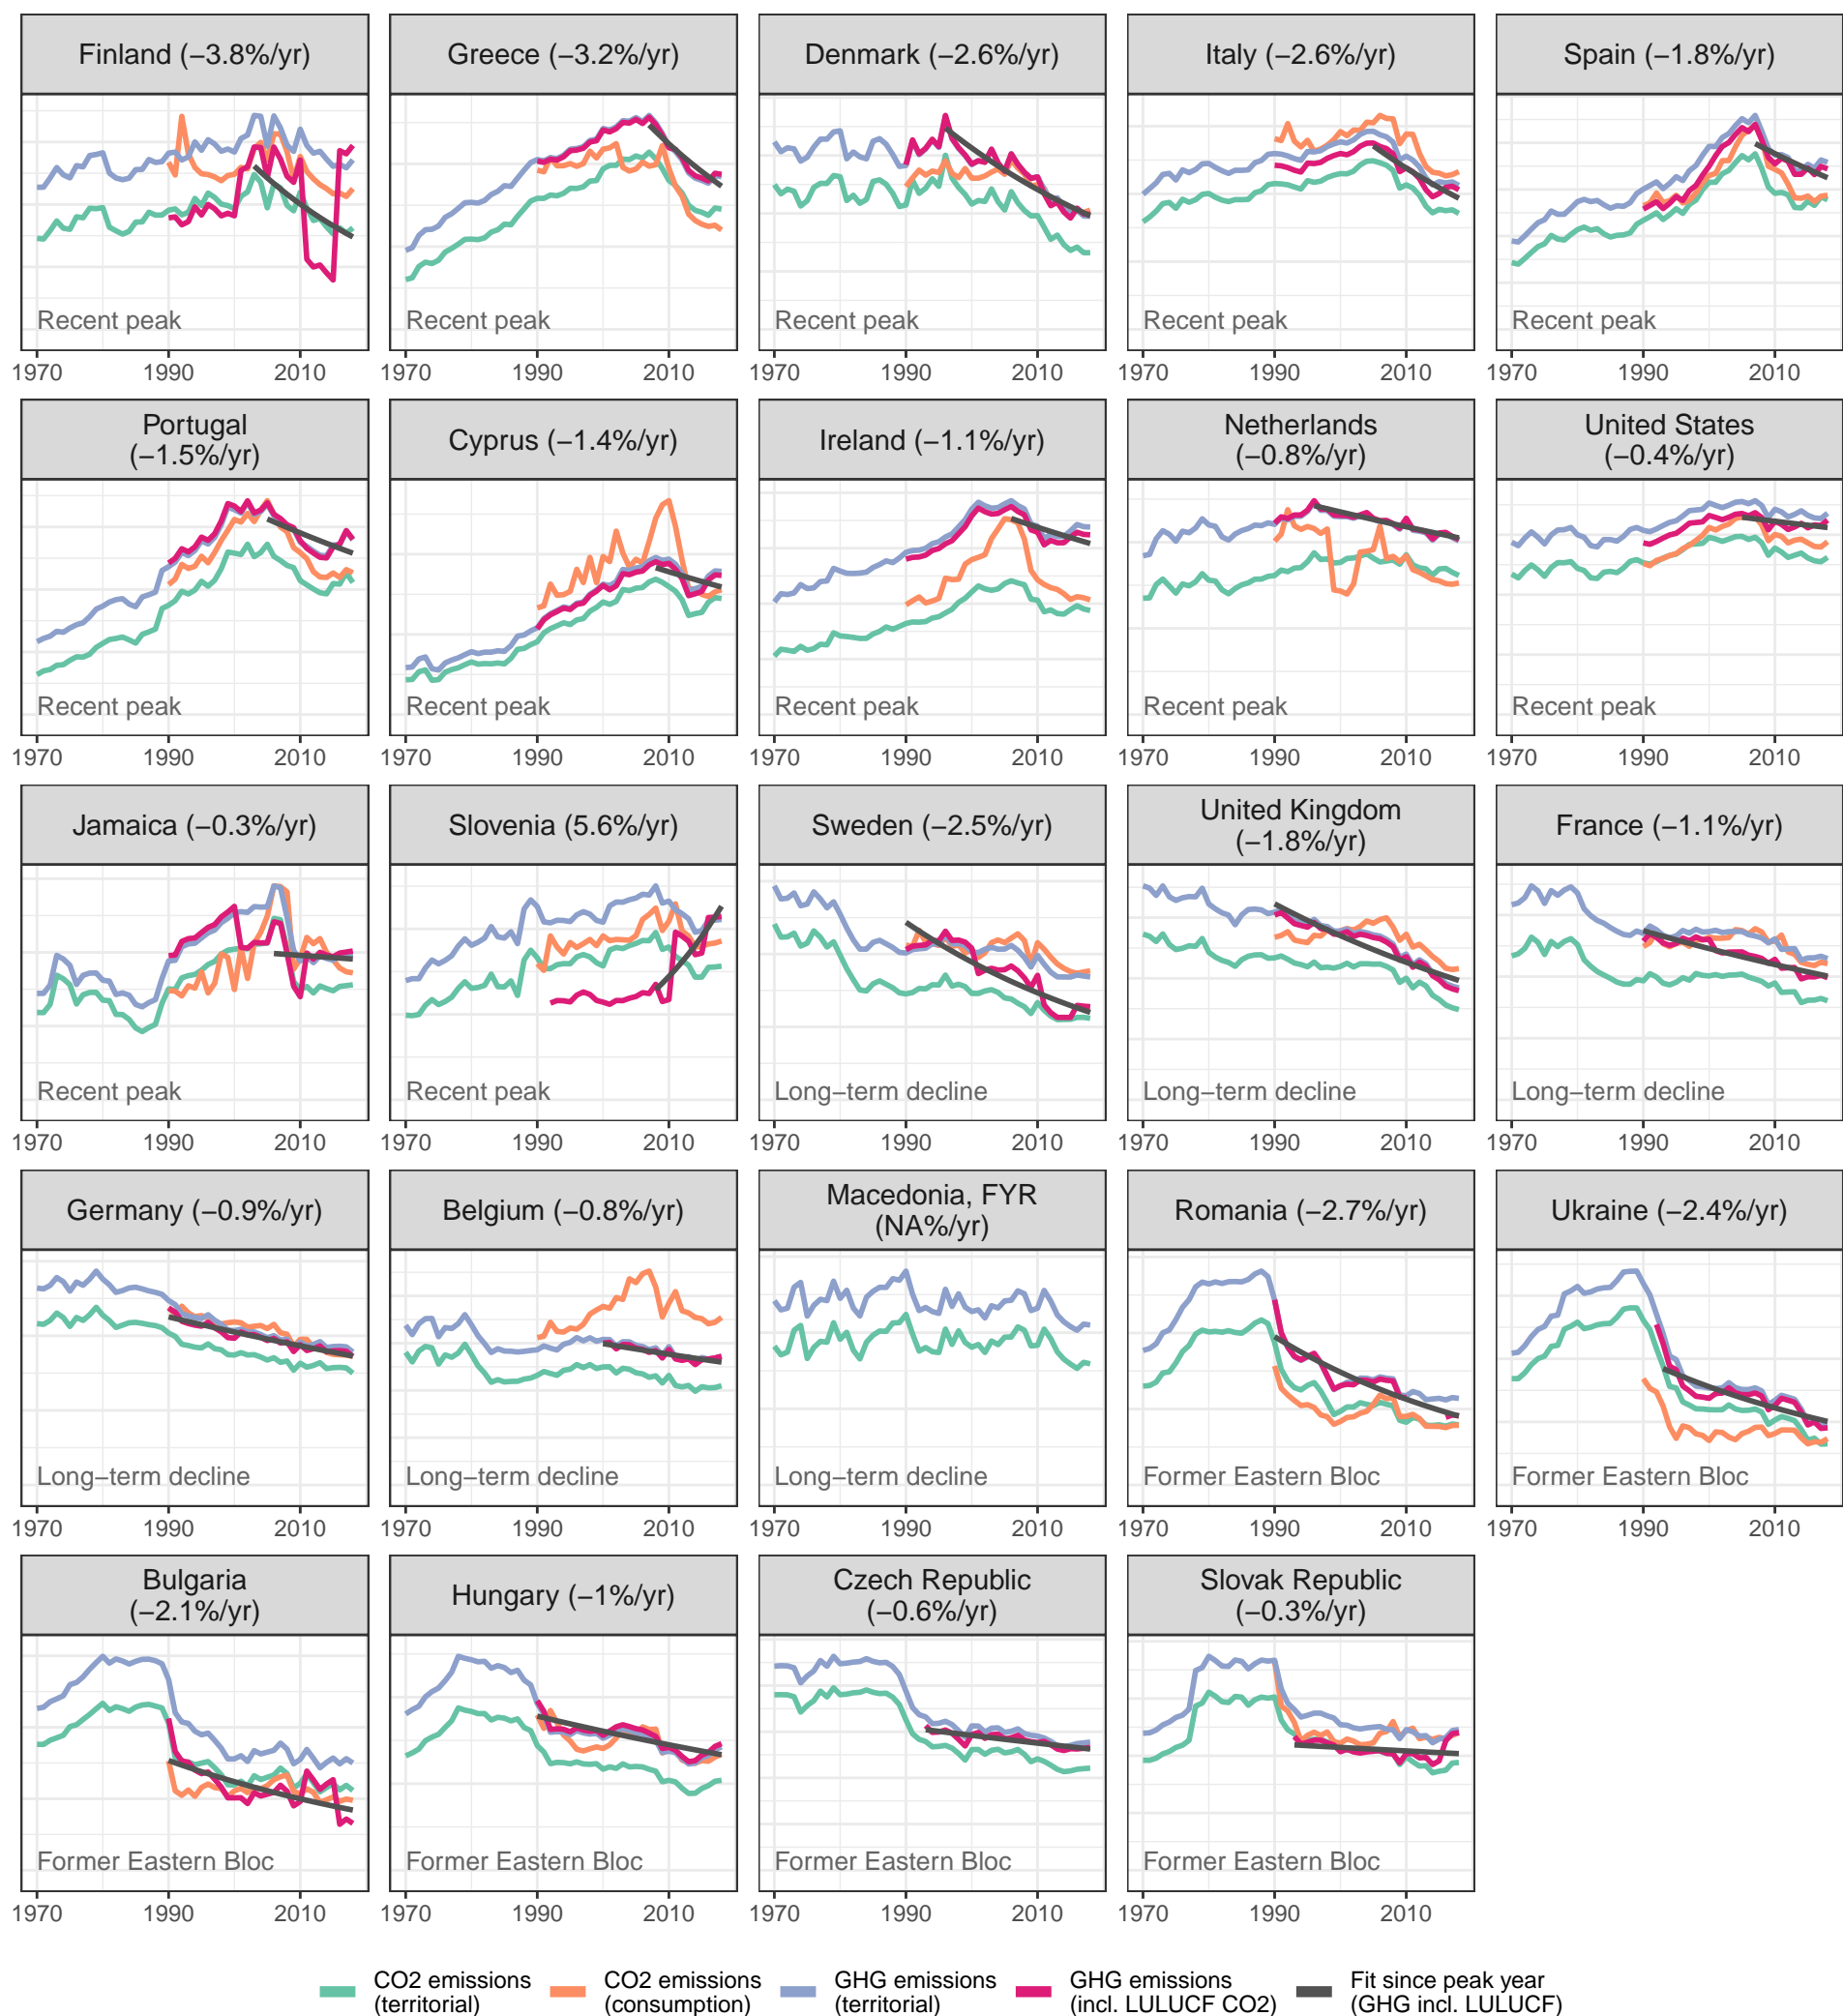 Finland (−3.8%/yr)
Greece (−3.2%/yr)
Denmark (−2.6%/yr)
Italy (−2.6%/yr)
Spain (−1.8%/yr)
Recent peak
Recent peak
Recent peak
Recent peak
Recent peak
1970 1990 2010
1970 1990 2010
1970 1990 2010
1970 1990 2010
1970 1990 2010
Portugal
(−1.5%/yr)
Cyprus (−1.4%/yr)
Ireland (−1.1%/yr)
Netherlands
(−0.8%/yr)
United States
(−0.4%/yr)
Recent peak
Recent peak
Recent peak
Recent peak
Recent peak
1970 1990 2010
1970 1990 2010
1970 1990 2010
1970 1990 2010
1970 1990 2010
Jamaica (−0.3%/yr)
Slovenia (5.6%/yr)
Sweden (−2.5%/yr)
United Kingdom
(−1.8%/yr)
France (−1.1%/yr)
Recent peak
Recent peak
Long−term decline
Long−term decline
Long−term decline
1970 1990 2010
1970 1990 2010
1970 1990 2010
1970 1990 2010
1970 1990 2010
Germany (−0.9%/yr)
Belgium (−0.8%/yr)
Macedonia, FYR
(NA%/yr)
Romania (−2.7%/yr)
Ukraine (−2.4%/yr)
Long−term decline
Long−term decline
Long−term decline
Former Eastern Bloc
Former Eastern Bloc
1970 1990 2010
1970 1990 2010
1970 1990 2010
1970 1990 2010
1970 1990 2010
Bulgaria
(−2.1%/yr)
Hungary (−1%/yr)
Czech Republic
(−0.6%/yr)
Slovak Republic
(−0.3%/yr)
Former Eastern Bloc
Former Eastern Bloc
Former Eastern Bloc
Former Eastern Bloc
1970 1990 2010
1970 1990 2010
1970 1990 2010
1970 1990 2010
CO2 emissions
(territorial)
CO2 emissions
(consumption)
GHG emissions
(territorial)
GHG emissions
(incl. LULUCF CO2)
Fit since peak year
(GHG incl. LULUCF)